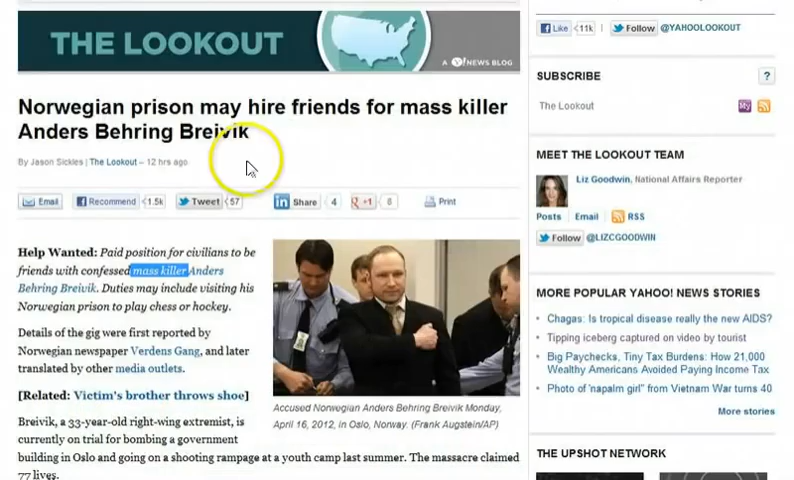 THE LOOKOUT
A Y! NEWS BLOG
Norwegian prison may hire friends for mass killer
Anders Behring Breivik
By Jason Sickles | The Lookout – 12 hrs ago
Email
Recommend
1.5k
Tweet
57
Share
4
+1
6
Print
Help Wanted: Paid position for civilians to be
friends with confessed mass killer Anders
Behring Breivik. Duties may include visiting his
Norwegian prison to play chess or hockey.
Details of the gig were first reported by
Norwegian newspaper Verdens Gang, and later
translated by other media outlets.
[Related: Victim's brother throws shoe]
Breivik, a 33-year-old right-wing extremist, is
currently on trial for bombing a government
building in Oslo and going on a shooting rampage at a youth camp last summer. The massacre claimed
77 lives.
Accused Norwegian Anders Behring Breivik Monday,
April 16, 2012, in Oslo, Norway. (Frank Augstein/AP)
Like
11k
Follow
@YAHOOLOOKOUT
SUBSCRIBE
?
The Lookout
MY
MEET THE LOOKOUT TEAM
Liz Goodwin, National Affairs Reporter
Posts
Email
RSS
Follow
@LIZCGOODWIN
MORE POPULAR YAHOO! NEWS STORIES
• Chagas: Is tropical disease really the new AIDS?
• Tipping iceberg captured on video by tourist
• Big Paychecks, Tiny Tax Burdens: How 21,000
Wealthy Americans Avoided Paying Income Tax
• Photo of 'napalm girl" from Vietnam War turns 40
More stories
THE UPSHOT NETWORK